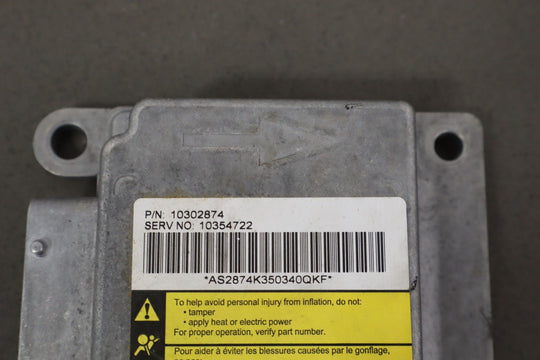 P/N: 10302874
SERV NO: 10354722
*AS2874K350340QKF*
To help avoid personal injury from inflation, do not:
• tamper
• apply heat or electric power
For proper operation, verify part number.
Pour aider à éviter les blessures causées par le gonflage,